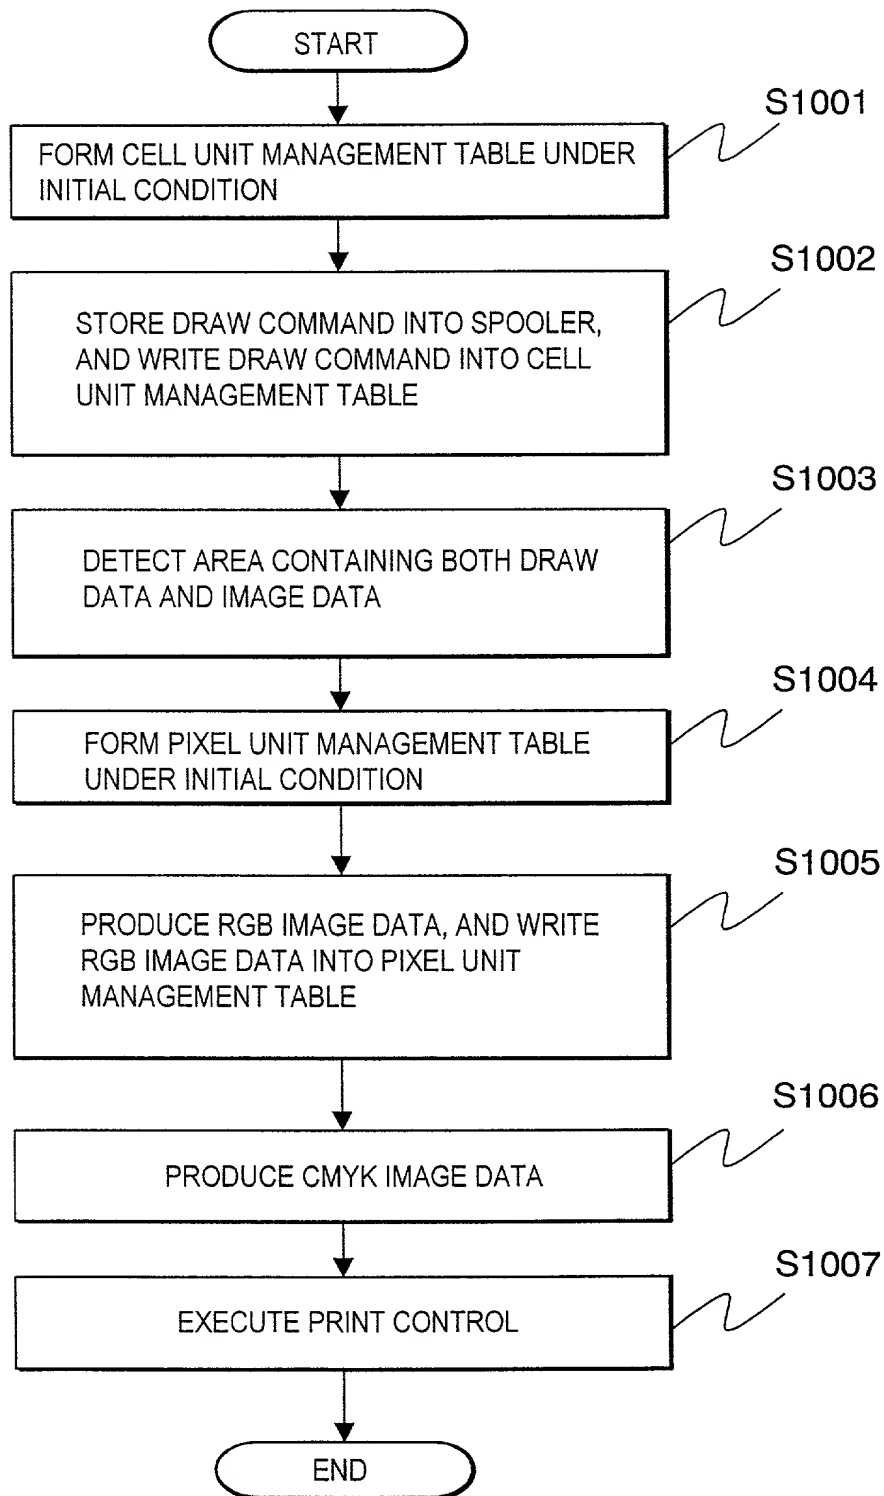 START
S1001
FORM CELL UNIT MANAGEMENT TABLE UNDER
INITIAL CONDITION
S1002
STORE DRAW COMMAND INTO SPOOLER,
AND WRITE DRAW COMMAND INTO CELL
UNIT MANAGEMENT TABLE
S1003
DETECT AREA CONTAINING BOTH DRAW
DATA AND IMAGE DATA
S1004
FORM PIXEL UNIT MANAGEMENT TABLE
UNDER INITIAL CONDITION
S1005
PRODUCE RGB IMAGE DATA, AND WRITE
RGB IMAGE DATA INTO PIXEL UNIT
MANAGEMENT TABLE
S1006
PRODUCE CMYK IMAGE DATA
S1007
EXECUTE PRINT CONTROL
END